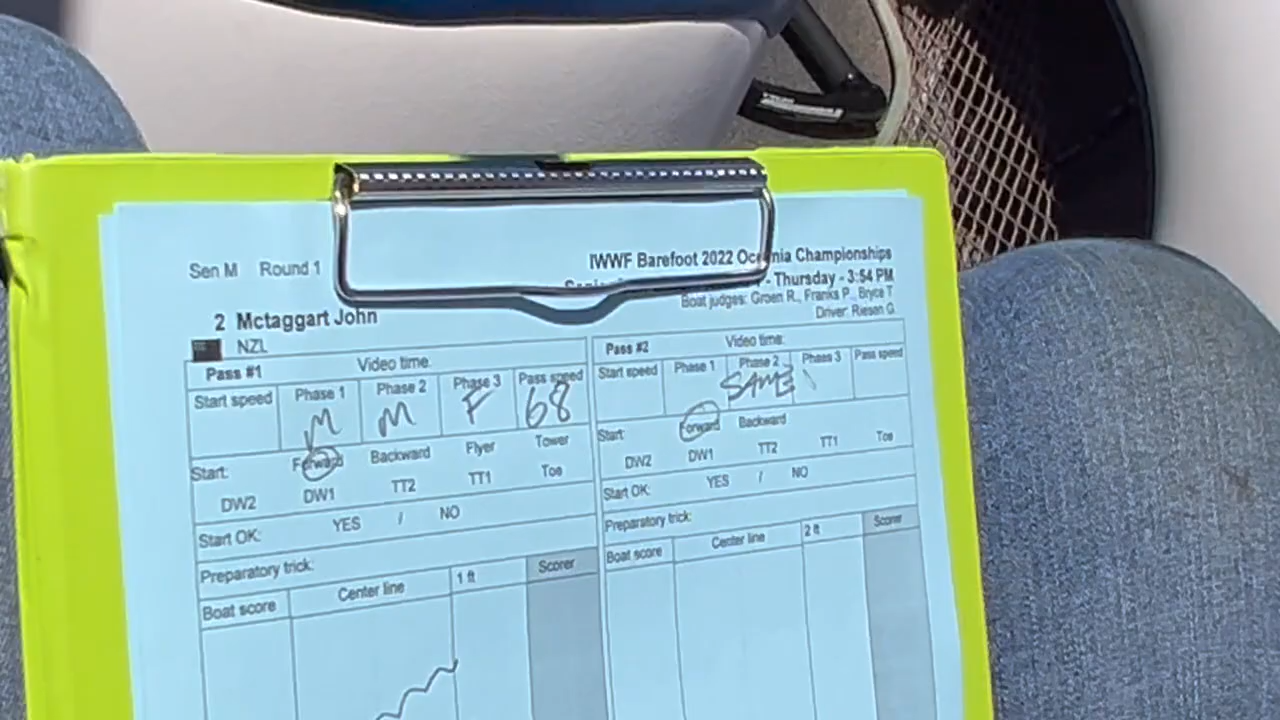 Sen M Round 1
IWWF Barefoot 2022 Oceania Championships
- Thursday - 3:54 PM
Boat judges: Groen R., Franks P., Bryce T
Driver: Riesen G.
2 Mctaggart John
NZL
Pass #1 Video time:
Start speed Phase 1 Phase 2 Phase 3 Pass speed
M M F 68
Start: Forward Backward Flyer Tower
DW2 DW1 TT2 TT1 Toe
Start OK: YES / NO
Preparatory trick:
Boat score Center line 1 ft Scorer
Pass #2 Video time:
Start speed Phase 1 Phase 2 Phase 3 Pass speed
SAME
Start: Forward Backward
DW2 DW1 TT2 TT1 Toe
Start OK: YES / NO
Preparatory trick:
Boat score Center line 2 ft Scorer